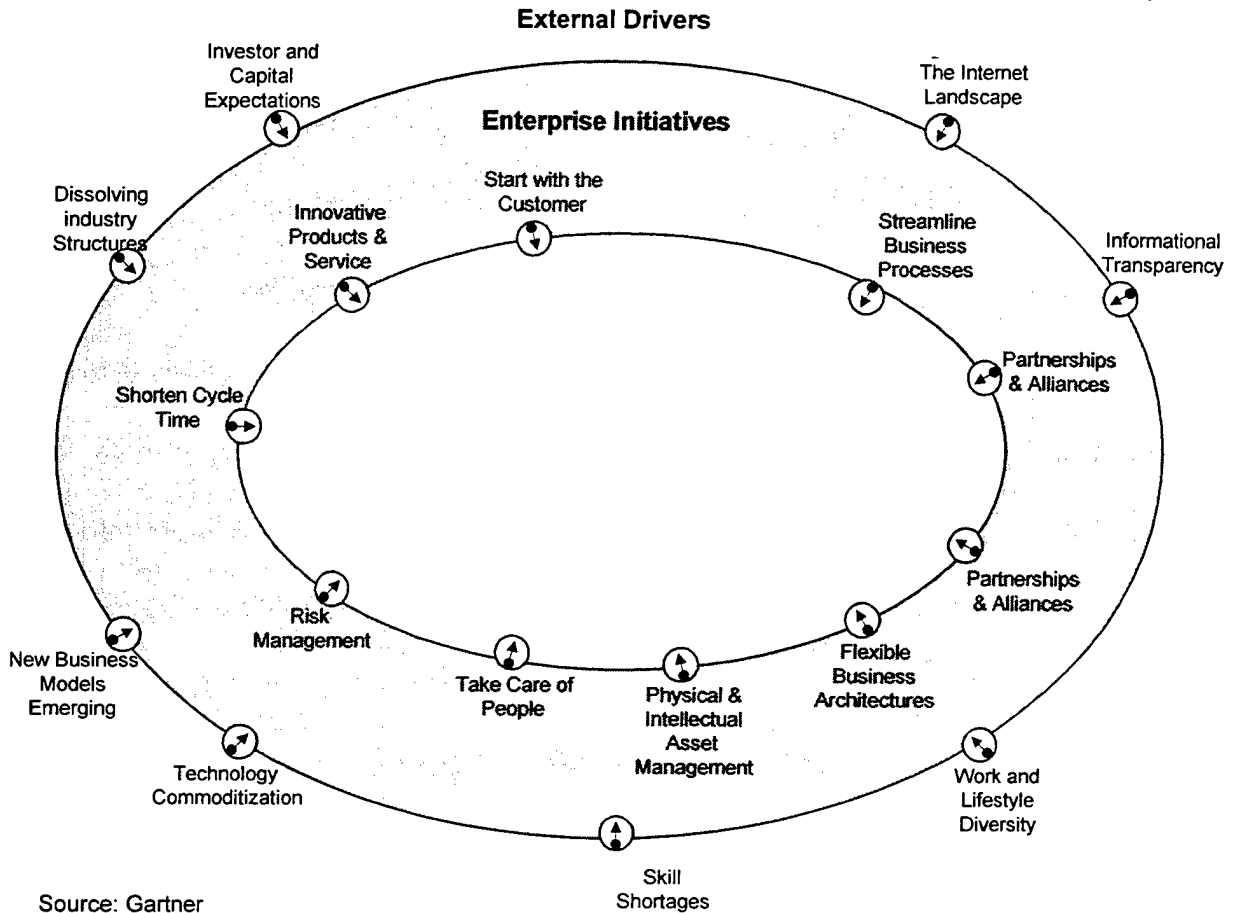 External Drivers
Investor and
Capital
Expectations
The Internet
Landscape
Enterprise Initiatives
Dissolving
industry
Structures
Innovative
Products &
Service
Start with the
Customer
Streamline
Business
Processes
Informational
Transparency
Shorten Cycle
Time
Partnerships
& Alliances
Partnerships
& Alliances
Risk
Management
Take Care of
People
Physical &
Intellectual
Asset
Management
Flexible
Business
Architectures
New Business
Models
Emerging
Technology
Commoditization
Work and
Lifestyle
Diversity
Skill
Shortages
Source: Gartner